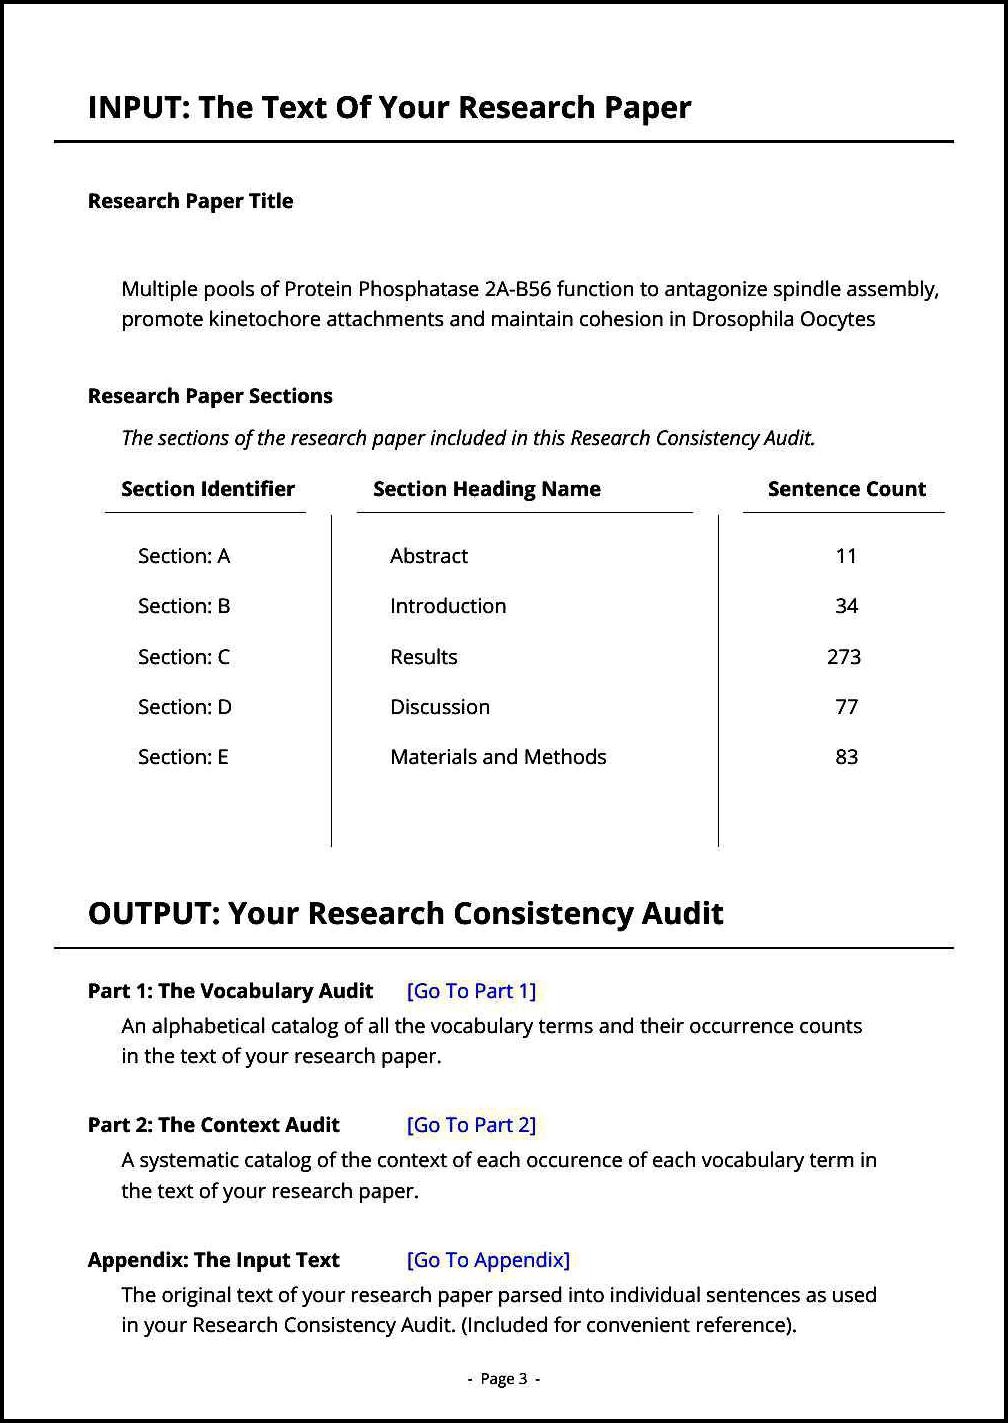 INPUT: The Text Of Your Research Paper
Research Paper Title
Multiple pools of Protein Phosphatase 2A-B56 function to antagonize spindle assembly,
promote kinetochore attachments and maintain cohesion in Drosophila Oocytes
Research Paper Sections
The sections of the research paper included in this Research Consistency Audit.
Section Identifier Section Heading Name Sentence Count
Section: A Abstract 11
Section: B Introduction 34
Section: C Results 273
Section: D Discussion 77
Section: E Materials and Methods 83
OUTPUT: Your Research Consistency Audit
Part 1: The Vocabulary Audit [Go To Part 1]
An alphabetical catalog of all the vocabulary terms and their occurrence counts
in the text of your research paper.
Part 2: The Context Audit [Go To Part 2]
A systematic catalog of the context of each occurence of each vocabulary term in
the text of your research paper.
Appendix: The Input Text [Go To Appendix]
The original text of your research paper parsed into individual sentences as used
in your Research Consistency Audit. (Included for convenient reference).
- Page 3 -